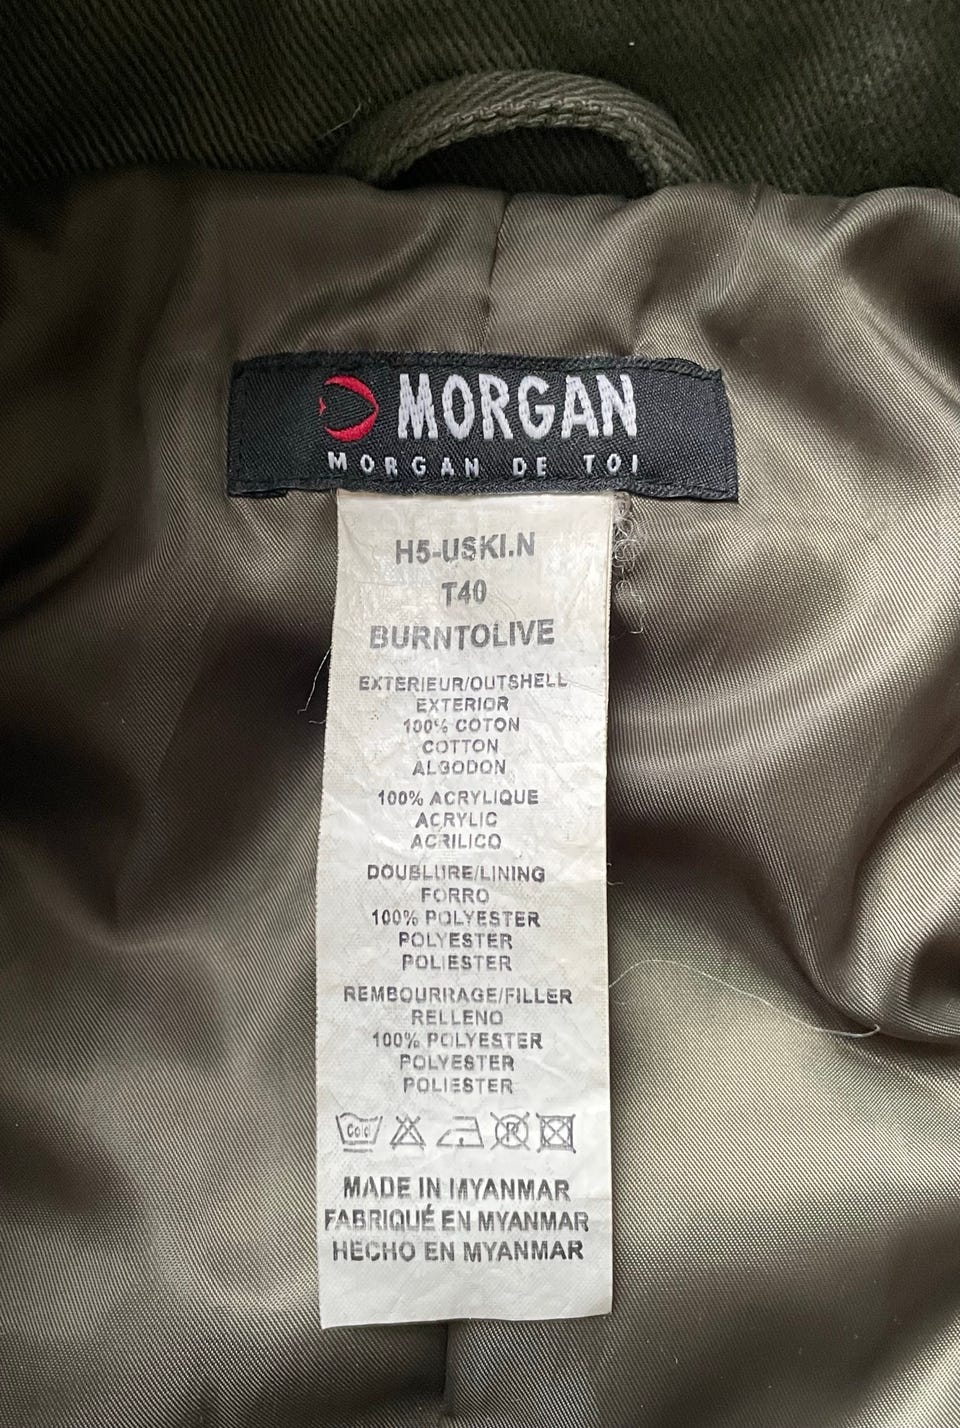 MORGAN
MORGAN DE TOI
H5-USKI.N
T40
BURNTOLIVE
EXTERIEUR/OUTSHELL
EXTERIOR
100% COTON
COTTON
ALGODON
100% ACRYLIQUE
ACRYLIC
ACRILICO
DOUBLURE/LINING
FORRO
100% POLYESTER
POLYESTER
POLIESTER
REMBOURRAGE/FILLER
RELLENO
100% POLYESTER
POLYESTER
POLIESTER
Cold P
MADE IN MYANMAR
FABRIQUÉ EN MYANMAR
HECHO EN MYANMAR